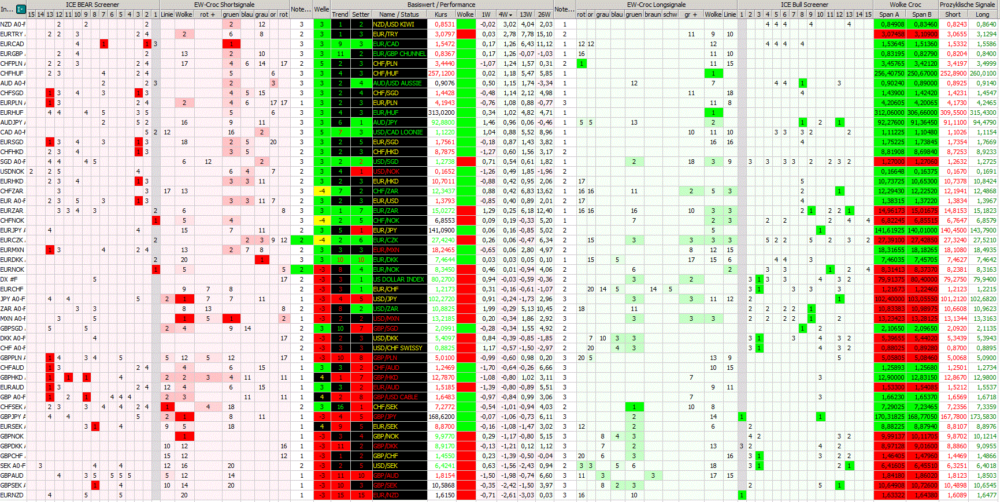 In... ICE BEAR Screener EW-Croc Shortsignale Note... Welle Basiswert / Performance Note... EW-Croc Longsignale ICE Bull Screener Wolke Croc Prozyklische Signale
15 14 13 12 11 10 9 8 7 6 5 4 3 2 1 Linie Wolke rot + gruen blau grau or rot Trend Setter Name / Status Kurs Wolke 1W 4W 13W 26W rot or grau blau gruen braun schw gr + Wolke Linie 1 2 3 4 5 6 7 8 9 10 11 12 13 14 15 Span A Span B Short Long
NZD A0-F 2 2 2 2 12 3 3 1 2 NZD/USD KIWI 0,8531 -0,02 3,02 4,04 2,03 1 4 4 4 4 4 0,84908 0,83460 0,8243 0,8640
EURTRY 2 2 3 2 4 2 6 8 2 3 1 3 EUR/TRY 3,0797 0,03 2,78 7,78 15,10 2 11 9 10 3,07458 3,10900 3,0655 3,1294
EURCAD 4 1 1 3 1 3 3 9 3 EUR/CAD 1,5472 0,17 1,26 6,43 11,12 1 12 12 12 4 4 4 4 1,53645 1,51360 1,5332 1,5586
EURGBP 2 4 2 13 2 10 3 3 11 2 EUR/GBP CHUNNEL 0,8367 0,17 1,26 -0,07 -1,03 2 16 11 10 0,83195 0,82790 0,8204 0,8400
CHFPLN 2 2 3 2 4 17 4 6 14 17 2 5 2 3 CHF/PLN 3,4440 -1,07 1,24 1,57 0,31 2 1 11 15 3,45765 3,42120 3,4197 3,4999
CHFHUF 2 3 4 2 4 5 6 3 3 4 3 CHF/HUF 257,1200 0,02 1,18 5,47 5,85 1 1 256,40750 250,67000 252,8900 260,0100
AUD A0-F 2 2 3 2 3 3 3 2 4 AUD/USD AUSSIE 0,9076 0,50 1,15 1,74 -3,34 1 12 7 4 4 1 3 0,90240 0,89000 0,8925 0,9140
CHFSGD 1 3 4 3 3 1 3 4 5 15 3 3 2 4 CHF/SGD 1,4428 -0,48 1,14 2,12 4,98 1 11 18 4 1,43900 1,42420 1,4231 1,4547
EURPLN 1 3 2 4 2 4 6 17 17 3 3 2 3 EUR/PLN 4,1943 -0,76 1,08 0,88 -0,77 3 11 8 4,20605 4,20065 4,1730 4,2465
EURHUF 4 4 4 5 3 5 5 6 3 3 4 3 EUR/HUF 313,0200 0,34 1,02 4,82 4,71 1 1 312,06000 306,66000 309,5500 315,4300
AUDJPY 2 5 2 16 9 11 3 3 6 1 AUD/JPY 92,8800 1,46 0,96 0,06 -0,46 1 5 5 13 2 1 2 1 92,27600 91,36450 91,1100 94,4790
CAD A0-F 5 2 12 16 2 3 5 7 3 USD/CAD LOONIE 1,1220 1,04 0,88 5,52 8,96 1 10 11 10 3 3 3 5 3 3 1,11225 1,10480 1,1026 1,1154
EURSGD 1 3 4 3 1 3 18 2 5 20 3 3 2 5 EUR/SGD 1,7561 -0,18 0,87 1,43 3,82 1 16 16 4 1,75225 1,73845 1,7354 1,7669
CHFHKD 2 3 4 1 3 3 5 2 3 2 3 CHF/HKD 8,7875 -1,27 0,60 1,56 3,17 2 8,81908 8,69840 8,7253 8,9233
SGD A0-F 4 4 4 5 6 12 2 3 3 2 2 USD/SGD 1,2738 0,71 0,54 0,61 1,82 1 2 18 3 9 3 3 3 3 2 2 3 2 1,27000 1,27060 1,2632 1,2725
USDNOK 2 2 5 4 6 4 7 3 3 4 1 USD/NOK 0,1652 -1,26 0,49 1,85 -1,96 2 0,16648 0,16375 0,1670 0,1691
EURHKD 2 3 4 1 3 3 3 11 3 3 2 3 EUR/HKD 10,7011 -0,88 0,42 0,95 2,06 2 17 5 10,73725 10,65300 10,7378 10,8424
CHFZAR 3 3 17 13 3 -4 7 2 CHF/ZAR 12,3437 0,88 0,42 6,83 13,62 1 16 16 11 2 5 3 2 1 12,29430 12,22520 12,1941 12,4868
EUR A0-F 2 3 5 3 1 3 3 3 11 7 3 3 2 3 EUR/USD 1,3793 -0,85 0,40 0,89 2,01 2 17 4 1,38315 1,37220 1,3834 1,3967
EURZAR 3 3 4 3 2 6 8 3 3 1 7 EUR/ZAR 15,0272 1,29 0,25 6,18 12,40 1 16 16 16 10 3 3 2 1 2 2 1 14,96173 15,01675 14,8153 15,1823
CHFNOK 1 5 4 3 -4 2 5 CHF/NOK 6,8553 0,09 0,19 -0,33 5,20 1 7 2 3 2 2 2 4 4 6,82245 6,85515 6,7647 6,8579
EURJPY 4 4 15 7 11 3 3 5 1 EUR/JPY 141,0900 0,06 0,16 -0,85 5,02 2 5 1 141,61925 140,01000 140,4500 143,7900
EURCZK 2 2 3 9 12 2 -4 2 6 EUR/CZK 27,4240 0,26 0,06 -0,47 6,34 2 15 3 3 3 3 5 2 2 2 3 2 27,39100 27,42850 27,3240 27,5210
EURMXN 1 3 4 2 4 13 2 7 8 2 3 3 3 EUR/MXN 18,2465 -0,65 0,06 2,80 4,97 2 8 12 15 18,31655 18,18265 18,1080 18,4935
EURDKK 2 20 1 3 3 10 10 EUR/DKK 7,4644 0,03 0,03 0,05 0,10 1 15 5 17 15 6 4 4 3 7,46035 7,45705 7,4627 7,4642
EURNOK 1 5 5 2 -3 8 4 EUR/NOK 8,3450 0,46 0,01 -0,94 4,06 2 6 2 3 3 1 2 4 8,31413 8,37370 8,2381 8,3163
DX #F 5 17 2 -3 3 1 US DOLLAR INDEX 80,2700 0,94 -0,03 -0,59 -0,36 2 3 2 3 1 3 3 4 3 2 79,91375 80,40000 79,2750 79,9400
EURCHF 9 7 8 2 -3 3 1 EUR/CHF 1,2173 0,31 -0,16 -0,61 -1,07 2 20 14 5 14 5 3 1 3 3 3 1,21673 1,22460 1,2123 1,2215
JPY A0-F 4 4 5 2 1 7 7 11 1 -3 4 5 USD/JPY 102,2720 0,91 -0,24 -1,73 2,96 3 3 3 11 12 2 1 102,40000 103,05550 101,2120 102,6820
ZAR A0-F 3 3 8 13 2 -3 8 2 USD/ZAR 10,8825 1,99 -0,29 5,13 10,45 2 18 11 3 2 2 2 1 10,83383 10,98975 10,6608 10,9623
MXN A0-F 3 5 1 5 1 2 1 -3 2 2 USD/MXN 13,2185 0,20 -0,34 1,86 2,92 3 3 3 3 2 2 2 2 1 2 13,23423 13,28125 13,1344 13,3163
GBPSGD 5 5 2 4 9 14 2 3 10 7 GBP/SGD 2,0991 -0,28 -0,34 1,55 4,92 3 1 2 2,10650 2,09650 2,0920 2,1135
DKK A0-F 4 17 2 -3 2 3 USD/DKK 5,4097 0,84 -0,39 -0,85 -1,85 2 7 10 3 3 3 1 4 3 2 5,39655 5,44020 5,3439 5,3943
CHF A0-F 2 -3 3 3 USD/CHF SWISSY 0,8825 1,17 -0,57 -1,50 -2,97 2 20 4 3 3 1 4 3 2 0,88025 0,89280 0,8700 0,8895
GBPPLN 1 4 3 4 5 5 12 5 12 17 1 -3 10 8 GBP/PLN 5,0100 -0,99 -0,60 0,98 0,20 3 20 5 13 9 5 5,05805 5,08460 5,0068 5,0900
CHFAUD 1 3 2 4 4 6 15 1 3 3 2 CHF/AUD 1,2469 -1,70 -0,64 -0,26 6,66 3 10 15 1,25893 1,25680 1,2501 1,2734
GBPHKD 1 1 1 4 2 2 3 4 11 11 1 4 1 7 GBP/HKD 12,7870 -1,08 -0,80 1,02 3,11 3 7 3 12,90000 12,83150 12,8667 12,9800
EURAUD 1 3 2 4 12 4 6 15 1 3 3 2 EUR/AUD 1,5185 -1,39 -0,80 -0,89 5,51 3 9 11 1,53300 1,54085 1,5212 1,5537
GBP A0-F 1 2 1 4 4 4 2 3 11 11 1 4 2 8 GBP/USD CABLE 1,6483 -0,97 -0,84 0,99 3,06 3 7 3 1,66230 1,65370 1,6569 1,6718
CHFSEK 2 3 3 4 4 2 4 1 4 18 2 3 16 1 CHF/SEK 7,2772 -0,54 -1,01 -0,94 4,03 2 1 10 8 7,29025 7,23465 7,2356 7,3359
GBPJPY 4 4 5 2 1 8 11 1 -3 4 5 GBP/JPY 168,6200 -0,07 -1,06 -0,73 6,11 3 2 14 1 1 170,31825 168,77050 167,7800 173,5830
EURSEK 3 1 4 9 5 18 1 4 9 5 EUR/SEK 8,8700 -0,16 -1,08 -1,47 3,02 3 12 2 6 2 8,88225 8,87940 8,8107 8,8976
GBPNOK 1 1 -3 3 4 GBP/NOK 9,9770 0,29 -1,17 -0,80 5,15 3 8 4 3 4 2 3 2 9,99137 10,11705 9,8702 10,1214
GBPDKK 10 12 16 1 -3 11 2 GBP/DKK 8,9170 -0,13 -1,21 0,12 1,12 3 7 2 13 3 2 4 2 8,97128 9,01600 8,8860 9,0955
GBPCHF 15 12 12 1 -3 1 2 GBP/CHF 1,4550 0,23 -1,39 0,26 -0,04 3 20 6 3 16 3 1 4 2 2 1,46405 1,47960 1,4469 1,4866
SEK A0-F 3 4 4 12 16 20 2 -3 2 5 USD/SEK 6,4241 0,63 -1,56 -2,43 0,94 2 3 3 5 6 18 3 1 3 1 6,41605 6,45510 6,3251 6,4018
GBPAUD 4 3 5 5 5 5 5 12 14 1 -3 11 10 GBP/AUD 1,8154 -1,50 -1,98 -0,74 6,60 3 11 3 3 17 15 1,84180 1,86020 1,8123 1,8503
GBPSEK 1 4 10 14 20 1 -3 10 3 GBP/SEK 10,5868 0,35 -2,42 -1,50 3,97 3 8 2 3 2 5 1 10,64908 10,72600 10,4898 10,6545
EURNZD 4 5 5 20 1 -3 15 15 EUR/NZD 1,6150 -0,71 -2,61 -3,03 0,03 3 16 10 1 1,63322 1,64380 1,6089 1,6477